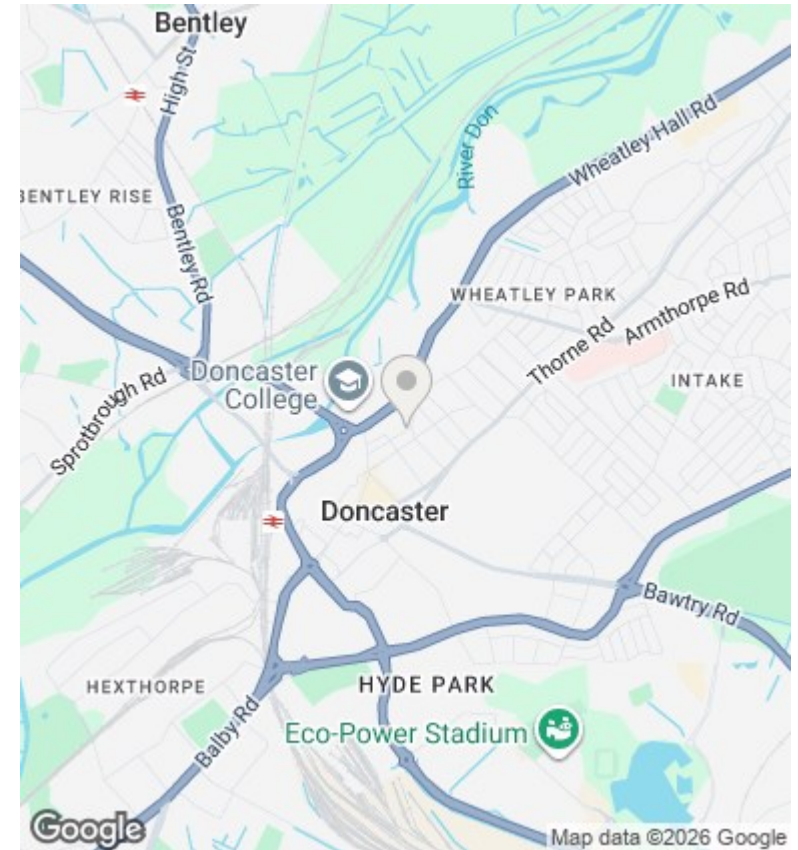 Bentley
High St
River Don
Wheatley Hall Rd
BENTLEY RISE
Bentley Rd
WHEATLEY PARK
Armthorpe Rd
Thorne Rd
Doncaster
College
INTAKE
Sprotbrough Rd
Doncaster
Bawtry Rd
HEXTHORPE
HYDE PARK
Balby Rd
Eco-Power Stadium
Google
Map data ©2026 Google